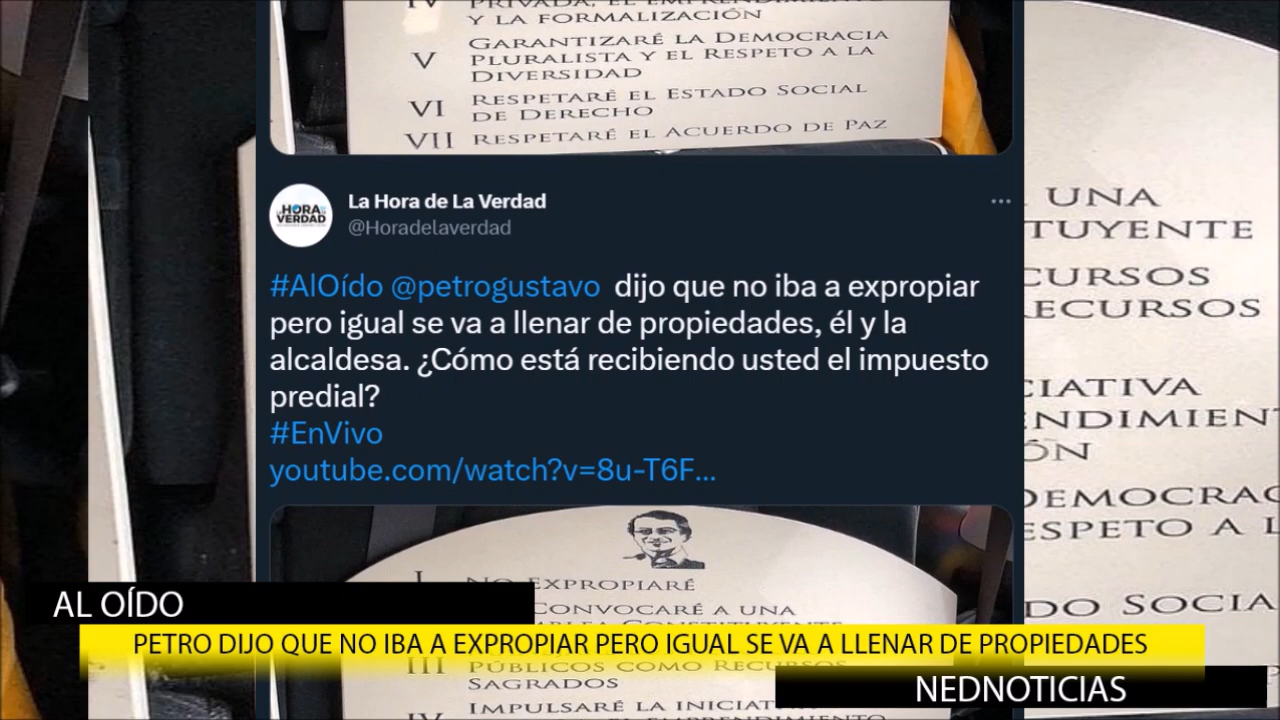 IV PRIVADA, EL EMPRENDIMIENTO
Y LA FORMALIZACIÓN
V GARANTIZARÉ LA DEMOCRACIA
PLURALISTA Y EL RESPETO A LA
DIVERSIDAD
VI RESPETARÉ EL ESTADO SOCIAL
DE DERECHO
VII RESPETARÉ EL ACUERDO DE PAZ
HORA
VERDAD
La Hora de La Verdad
@Horadelaverdad
#AlOído @petrogustavo dijo que no iba a expropiar
pero igual se va a llenar de propiedades, él y la
alcaldesa. ¿Cómo está recibiendo usted el impuesto
predial?
#EnVivo
youtube.com/watch?v=8u-T6F...
I NO EXPROPIARÉ
CONVOCARÉ A UNA
III PÚBLICOS COMO RECURSOS
SAGRADOS
IV IMPULSARÉ LA INICIAT
UNA
TUYENTE
CURSOS
ECURSOS
CIATIVA
NDIMIENT
ÓN
DEMOCRAC
ESPETO A L
DO SOCIA
AL OÍDO
PETRO DIJO QUE NO IBA A EXPROPIAR PERO IGUAL SE VA A LLENAR DE PROPIEDADES
NEDNOTICIAS